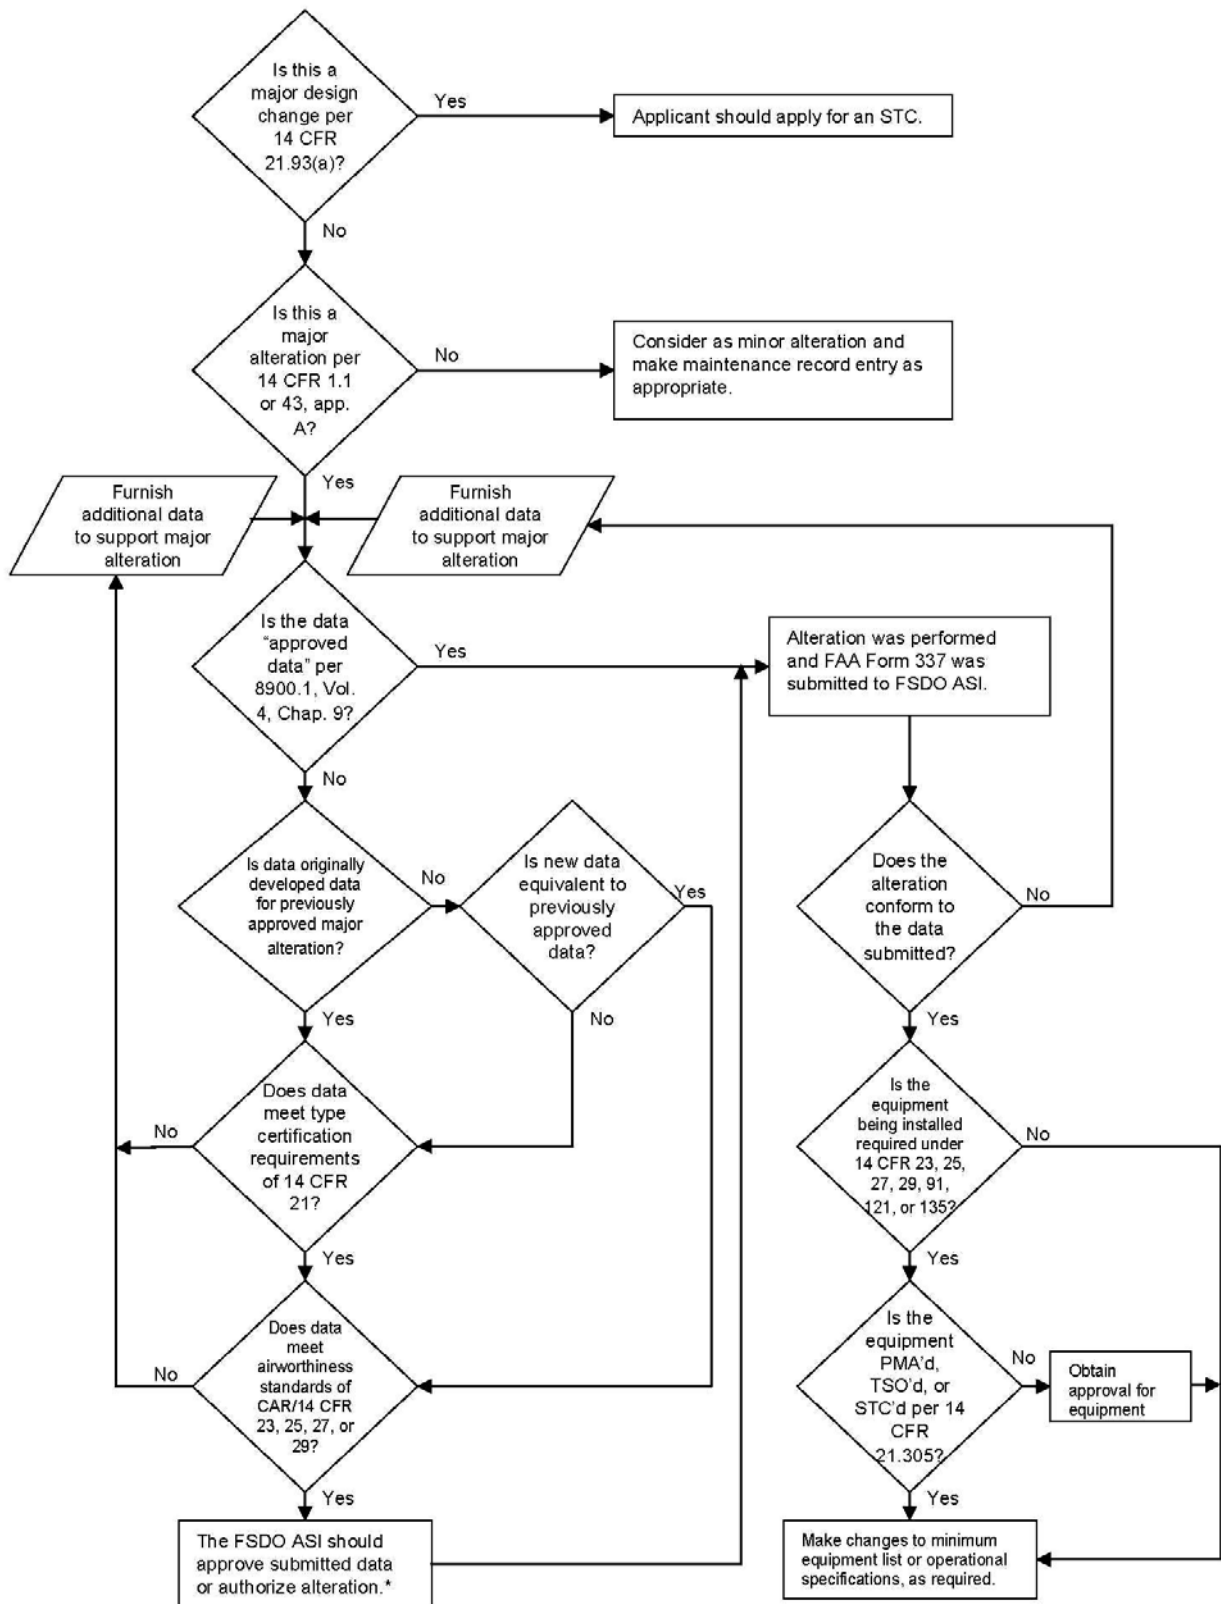 Is this a
major design
change per
14 CFR
21.93(a)?
Yes
Applicant should apply for an STC.
No
Is this a
major
alteration per
14 CFR 1.1
or 43, app.
A?
No
Consider as minor alteration and
make maintenance record entry as
appropriate.
Yes
Furnish
additional data
to support major
alteration
Furnish
additional data
to support major
alteration
Is the data
“approved
data” per
8900.1, Vol.
4, Chap. 9?
Yes
Alteration was performed
and FAA Form 337 was
submitted to FSDO ASI.
No
Is data originally
developed data
for previously
approved major
alteration?
No
Is new data
equivalent to
previously
approved
data?
Yes
Does the
alteration
conform to
the data
submitted?
No
Yes
No
Yes
Does data
meet type
certification
requirements
of 14 CFR
21?
No
Is the
equipment
being installed
required under
14 CFR 23, 25,
27, 29, 91,
121, or 135?
No
Yes
Yes
Does data
meet
airworthiness
standards of
CAR/14 CFR
23, 25, 27, or
29?
No
Is the
equipment
PMA’d,
TSO’d, or
STC’d per 14
CFR
21.305?
No
Obtain
approval for
equipment
Yes
Yes
The FSDO ASI should
approve submitted data
or authorize alteration.*
Make changes to minimum
equipment list or operational
specifications, as required.